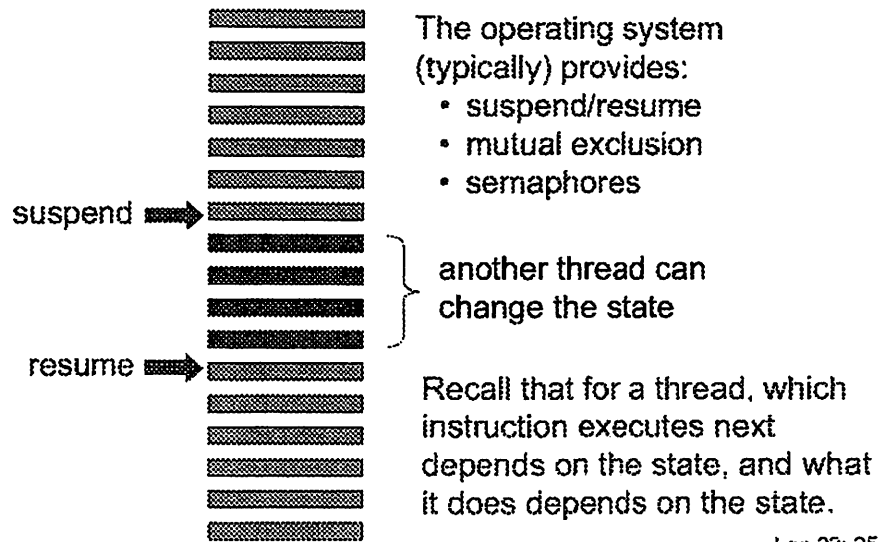 The operating system
(typically) provides:
• suspend/resume
• mutual exclusion
• semaphores
suspend
another thread can
change the state
resume
Recall that for a thread, which
instruction executes next
depends on the state, and what
it does depends on the state.